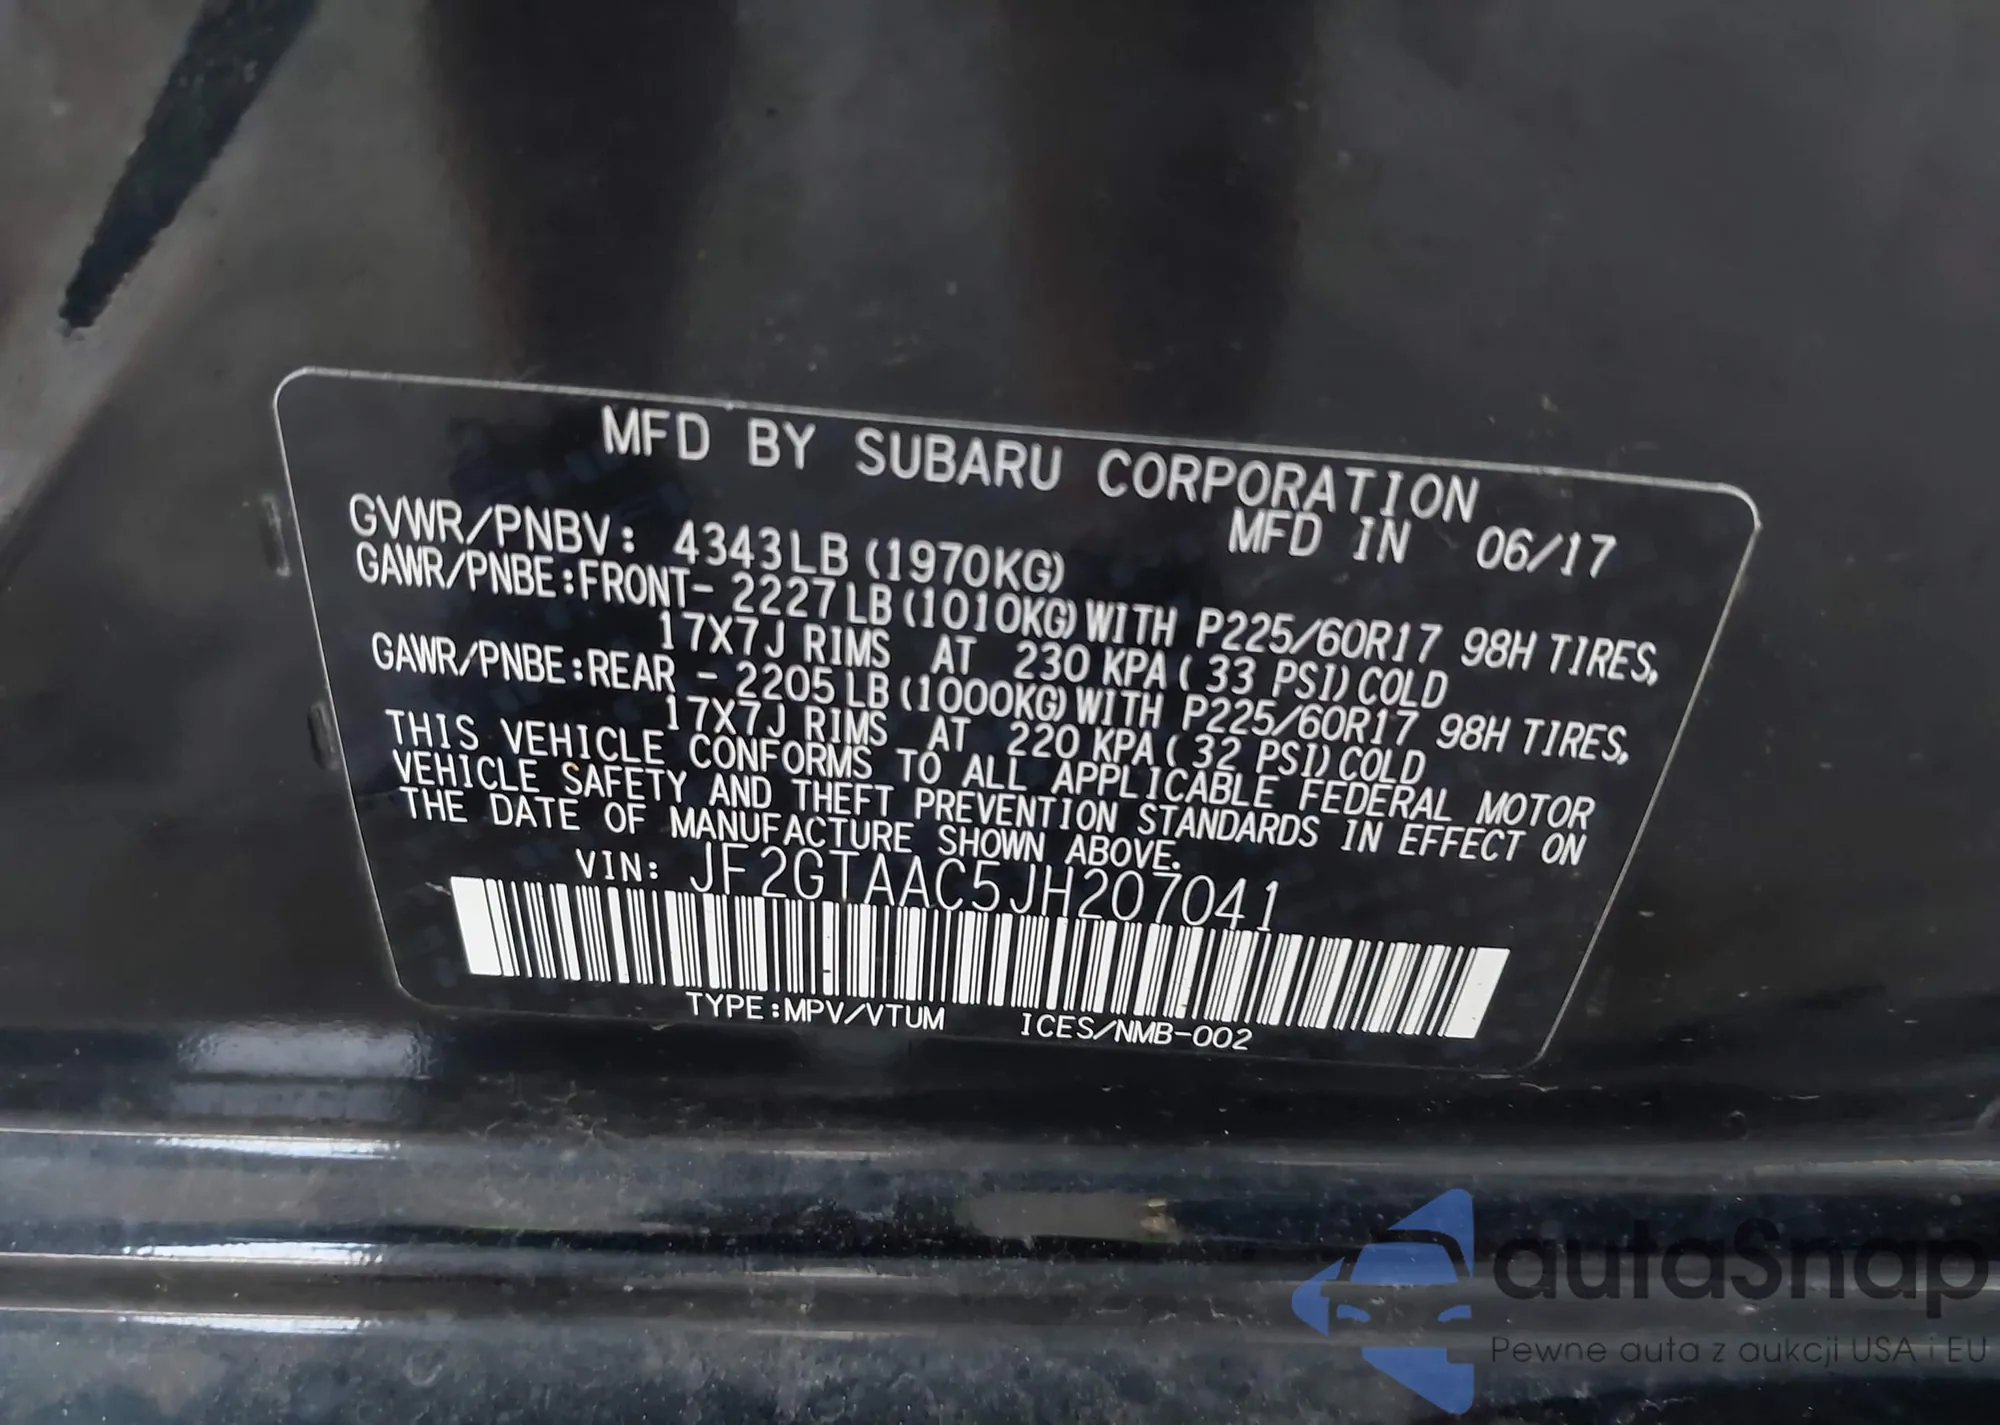 MFD BY SUBARU CORPORATION
GVWR/PNBV: 4343LB (1970KG) MFD IN 06/17
GAWR/PNBE:FRONT- 2227LB(1010KG)WITH P225/60R17 98H TIRES,
17X7J RIMS AT 230 KPA( 33 PSI)COLD
GAWR/PNBE:REAR - 2205LB(1000KG)WITH P225/60R17 98H TIRES,
17X7J RIMS AT 220 KPA( 32 PSI)COLD
THIS VEHICLE CONFORMS TO ALL APPLICABLE FEDERAL MOTOR
VEHICLE SAFETY AND THEFT PREVENTION STANDARDS IN EFFECT ON
THE DATE OF MANUFACTURE SHOWN ABOVE.
VIN: JF2GTAAC5JH207041
TYPE:MPV/VTUM ICES/NMB-002
autaSnap
Pewne auta z aukcji USA i EU